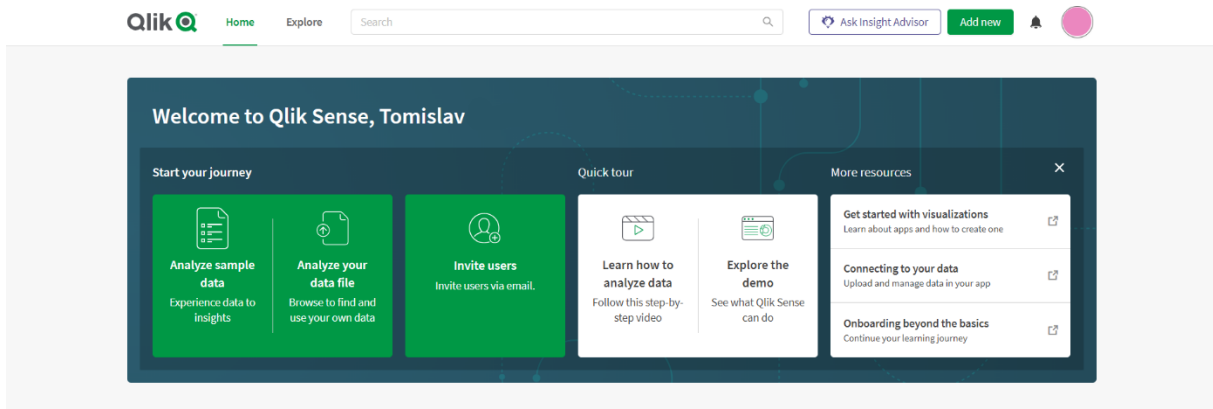 Qlik
Home
Explore
Search
Ask Insight Advisor
Add new
Welcome to Qlik Sense, Tomislav
Start your journey
Analyze sample
data
Experience data to
insights
Analyze your
data file
Browse to find and
use your own data
Invite users
Invite users via email.
Quick tour
Learn how to
analyze data
Follow this step-by-
step video
Explore the
demo
See what Qlik Sense
can do
More resources
Get started with visualizations
Learn about apps and how to create one
Connecting to your data
Upload and manage data in your app
Onboarding beyond the basics
Continue your learning journey